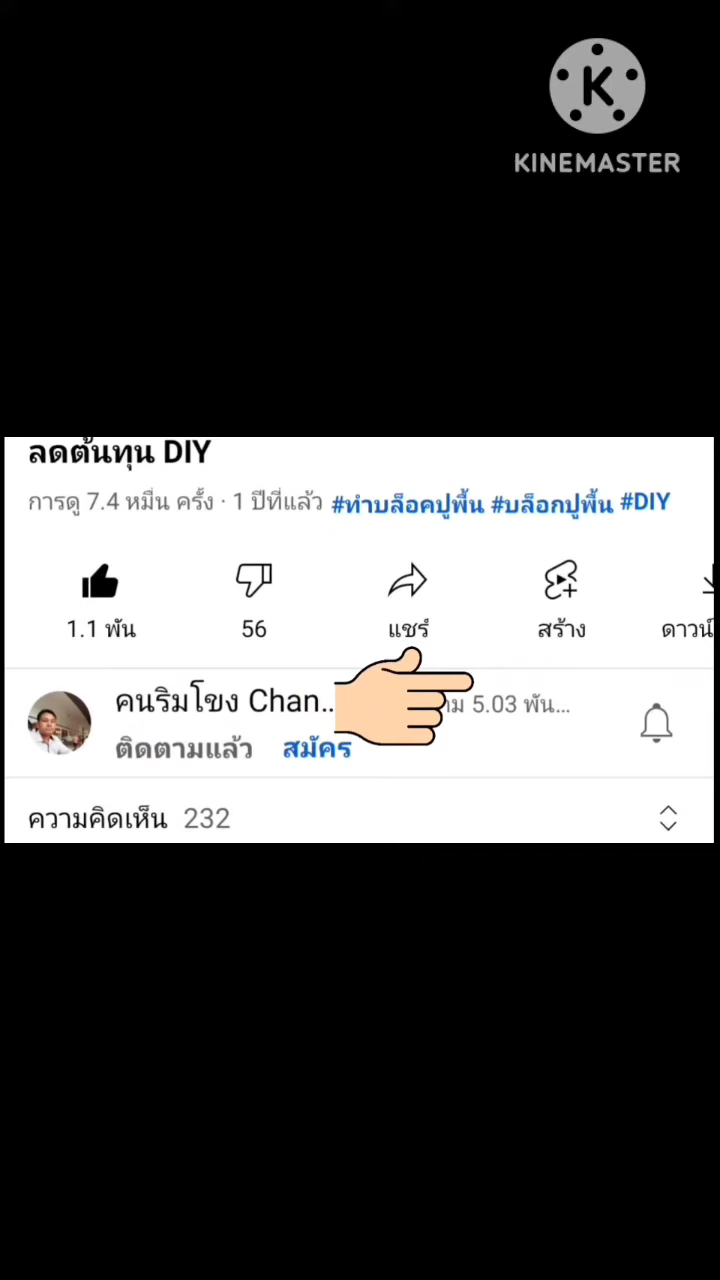 KINEMASTER
ลดต้นทุน DIY
การดู 7.4 หมื่น ครั้ง · 1 ปีที่แล้ว #ทำบล็อคปูพื้น #บล็อกปูพื้น #DIY
1.1 พัน 56 แชร์ สร้าง ดาวน์
คนริมโขง Chan... 5.03 พัน...
ติดตามแล้ว สมัคร
ความคิดเห็น 232